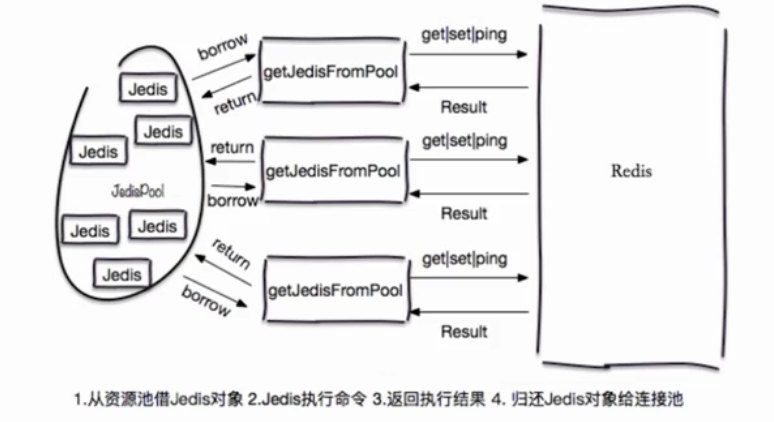 get|set|ping
borrow
getJedisFromPool
Jedis
return
Result
Jedis
get|set|ping
Jedis
return
getJedisFromPool
Redis
JedisPool
borrow
Result
Jedis
Jedis
return
get|set|ping
Jedis
getJedisFromPool
borrow
Result
1.从资源池借Jedis对象 2.Jedis执行命令 3.返回执行结果 4. 归还Jedis对象给连接池